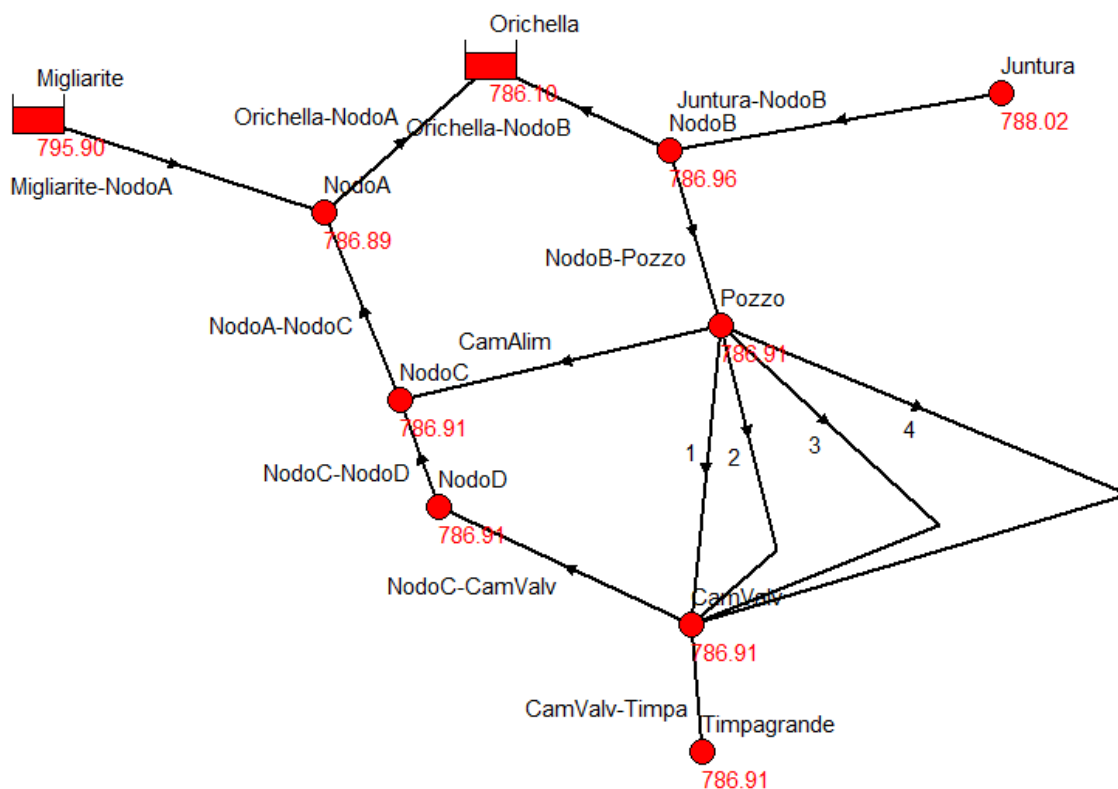 Orichella
786.10
Migliarite
795.90
Juntura
788.02
Orichella-NodoA
Orichella-NodoB
Juntura-NodoB
NodoB
786.96
Migliarite-NodoA
NodoA
786.89
NodoB-Pozzo
Pozzo
786.91
NodoA-NodoC
CamAlim
NodoC
786.91
1
2
3
4
NodoC-NodoD
NodoD
786.91
NodoC-CamValv
CamValv
786.91
CamValv-Timpa
Timpagrande
786.91